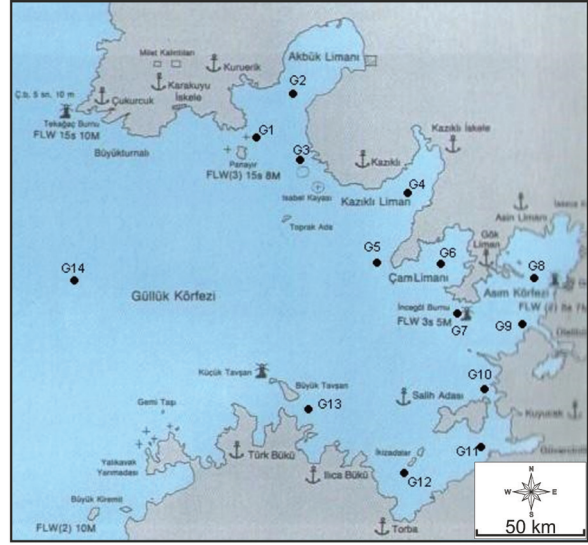 Milet Kalıntıları
Akbük Limanı
Kuruerik
G2
Karakuyu
İskele
Ç.b. 5 sn. 10 m
Çukurcuk
Tekağaç Burnu
FLW 15s 10M
Büyükturnalı
G1
Panayır
FLW(3) 15s 8M
G3
Kazıklı İskele
Kazıklı
Isabel Kayası
G4
Kazıklı Liman
Toprak Ada
Asin Limanı
Gök
Liman
G5
G6
G14
Çam Limanı
G8
Güllük Körfezi
Asım Körfezi
İncegöl Burnu
FLW 3s 5M
G7
G9
Küçük Tavşan
Büyük Tavşan
G10
Salih Adası
G13
Gemi Taşı
Kuyucak
Türk Bükü
Yalıkavak
Yarımadası
İkizadalar
G11
Ilıca Bükü
G12
Büyük Kiremit
FLW(2) 10M
Torba
N
W
E
S
50 km